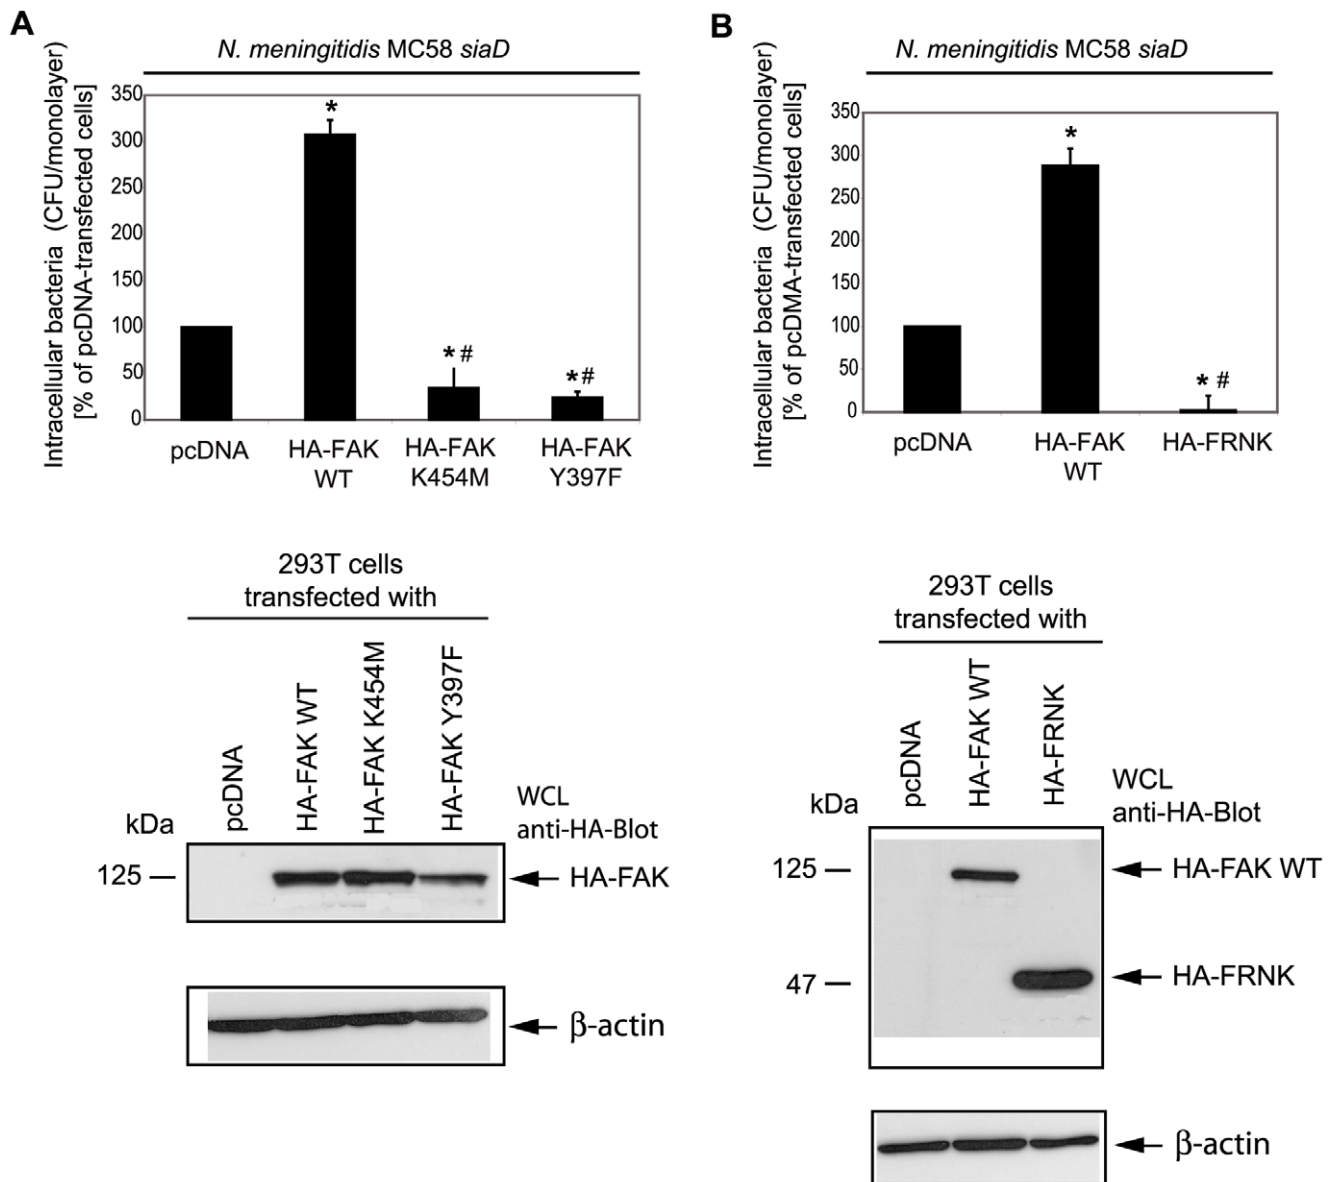 A
N. meningitidis MC58 siaD
Intracellular bacteria (CFU/monolayer)
[% of pcDNA-transfected cells]
350
300
250
200
150
100
50
0
*
* #
*#
pcDNA
HA-FAK
WT
HA-FAK
K454M
HA-FAK
Y397F
293T cells
transfected with
pcDNA
HA-FAK WT
HA-FAK K454M
HA-FAK Y397F
WCL
anti-HA-Blot
kDa
125
HA-FAK
β-actin
B
N. meningitidis MC58 siaD
Intracellular bacteria (CFU/monolayer)
[% of pcDMA-transfected cells]
350
300
250
200
150
100
50
0
*
* #
pcDNA
HA-FAK
WT
HA-FRNK
293T cells
transfected with
pcDNA
HA-FAK WT
HA-FRNK
WCL
anti-HA-Blot
kDa
125
HA-FAK WT
47
HA-FRNK
β-actin